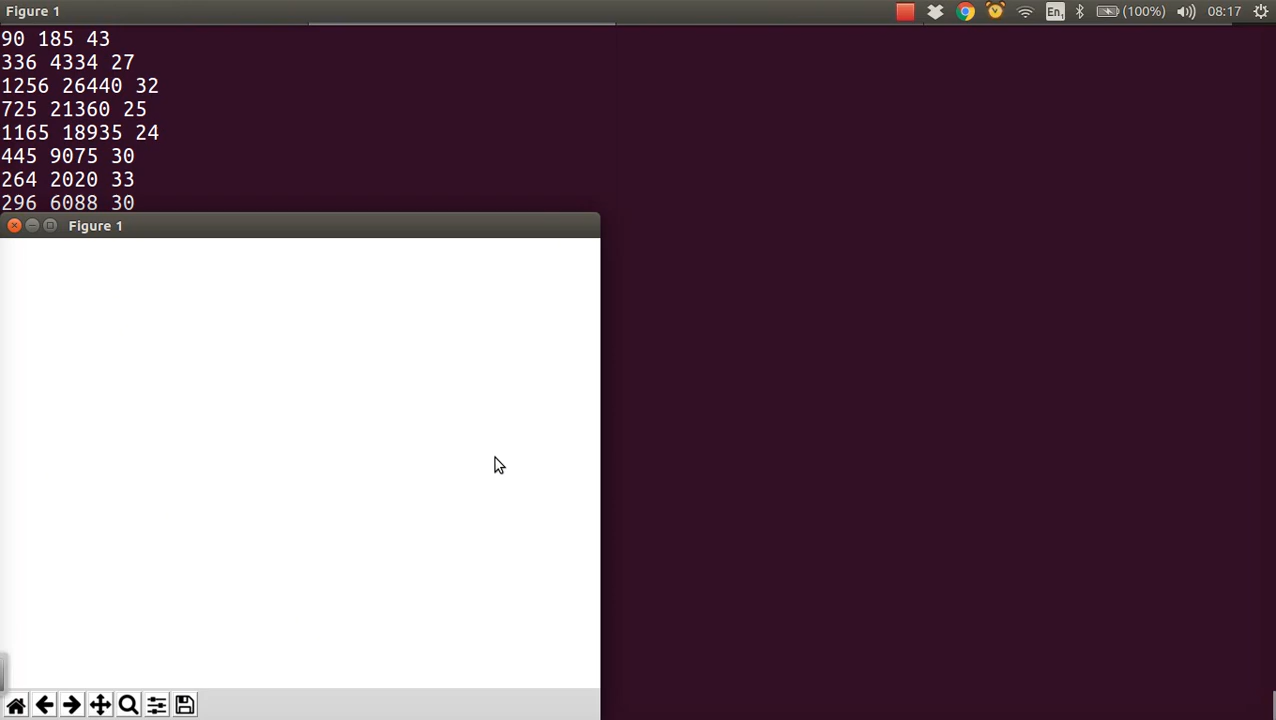 Figure 1
En1
(100%)
08:17
90 185 43
336 4334 27
1256 26440 32
725 21360 25
1165 18935 24
445 9075 30
264 2020 33
296 6088 30
Figure 1